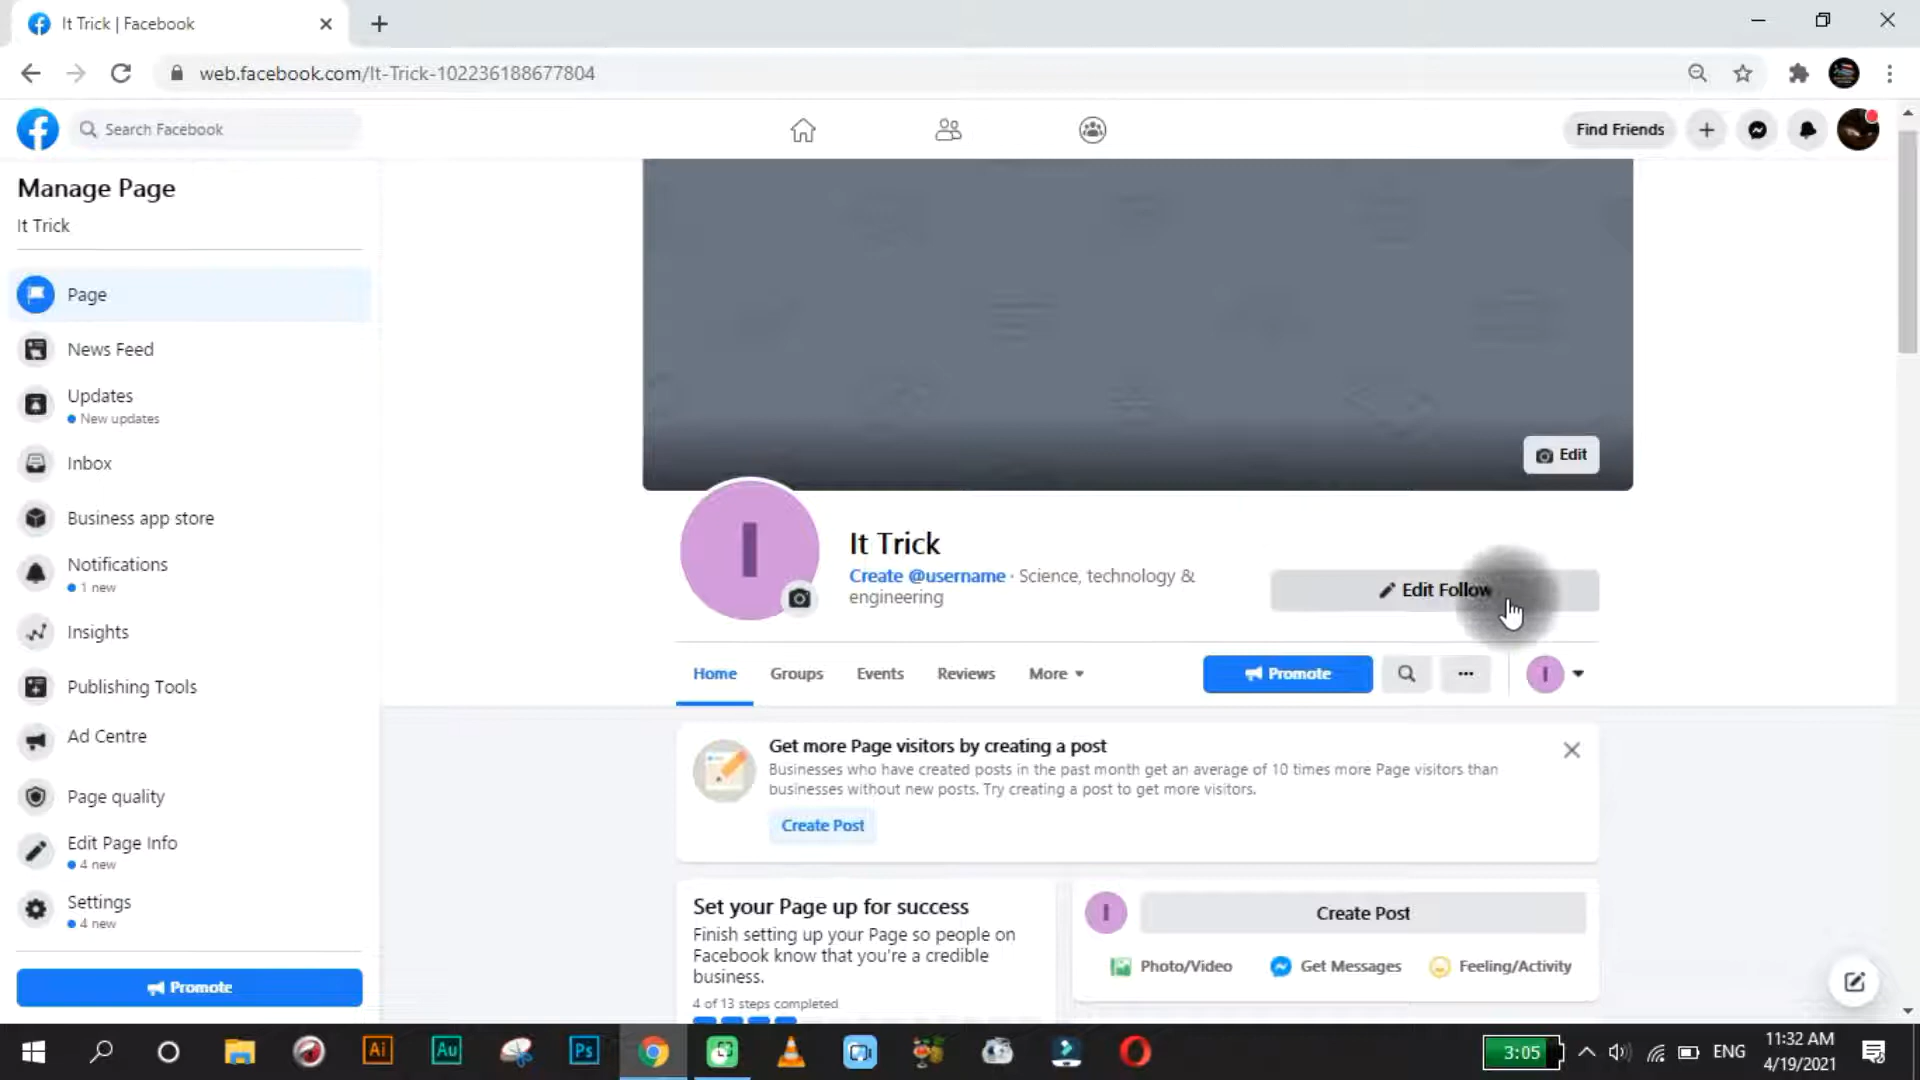 It Trick | Facebook
web.facebook.com/It-Trick-102236188677804
Search Facebook
Find Friends
Manage Page
It Trick
Page
News Feed
Updates
New updates
Inbox
Business app store
Notifications
1 new
Insights
Publishing Tools
Ad Centre
Page quality
Edit Page Info
4 new
Settings
4 new
Promote
Edit
I
It Trick
Create @username · Science, technology &
engineering
Edit Follow
Home
Groups
Events
Reviews
More
Promote
I
Get more Page visitors by creating a post
Businesses who have created posts in the past month get an average of 10 times more Page visitors than
businesses without new posts. Try creating a post to get more visitors.
Create Post
Set your Page up for success
Finish setting up your Page so people on
Facebook know that you're a credible
business.
4 of 13 steps completed
I
Create Post
Photo/Video
Get Messages
Feeling/Activity
Ai
Au
Ps
3:05
ENG
11:32 AM
4/19/2021